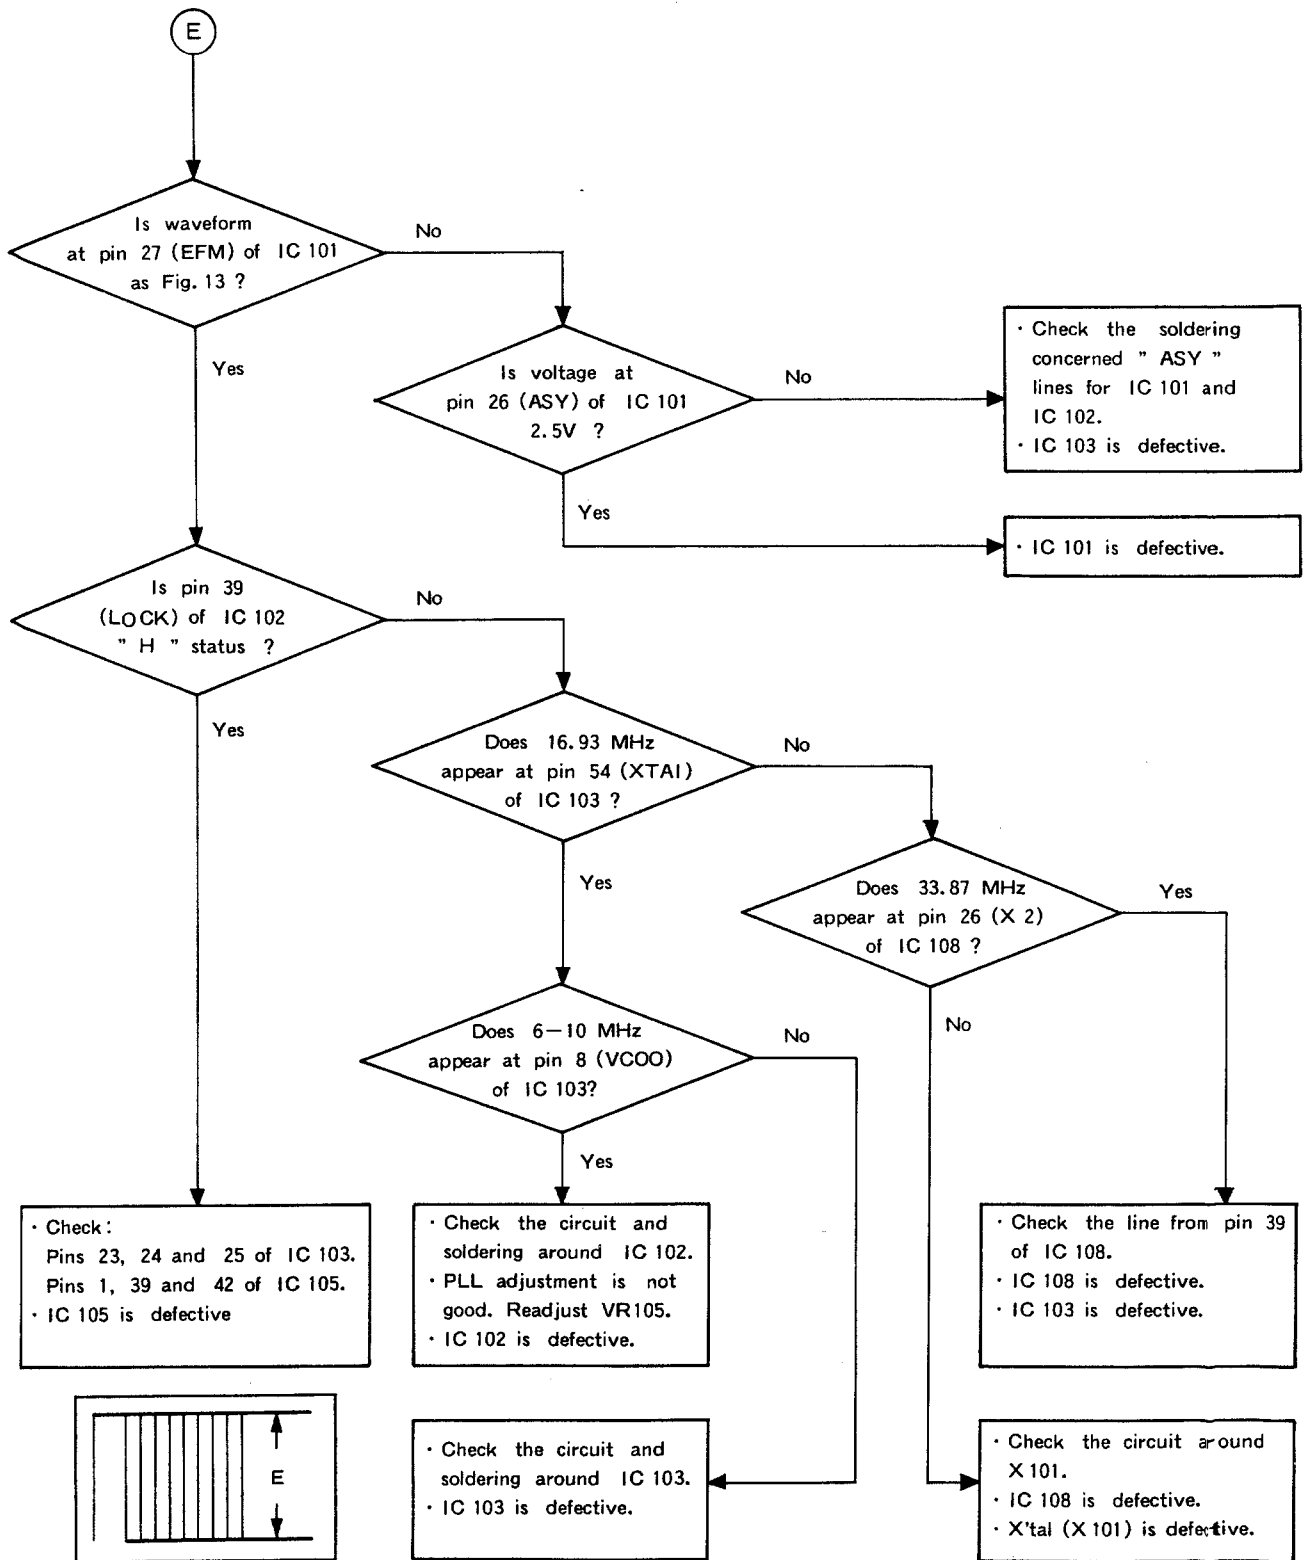 E
Is waveform
at pin 27 (EFM) of IC 101
as Fig. 13 ?
No
Yes
Is voltage at
pin 26 (ASY) of IC 101
2.5V ?
No
Yes
· Check the soldering
concerned " ASY "
lines for IC 101 and
IC 102.
· IC 103 is defective.
· IC 101 is defective.
Is pin 39
(LOCK) of IC 102
" H " status ?
No
Yes
Does 16.93 MHz
appear at pin 54 (XTAI)
of IC 103 ?
No
Yes
Does 33.87 MHz
appear at pin 26 (X 2)
of IC 108 ?
Yes
No
Does 6-10 MHz
appear at pin 8 (VCOO)
of IC 103?
No
Yes
· Check:
Pins 23, 24 and 25 of IC 103.
Pins 1, 39 and 42 of IC 105.
· IC 105 is defective
· Check the circuit and
soldering around IC 102.
· PLL adjustment is not
good. Readjust VR105.
· IC 102 is defective.
· Check the line from pin 39
of IC 108.
· IC 108 is defective.
· IC 103 is defective.
E
· Check the circuit and
soldering around IC 103.
· IC 103 is defective.
· Check the circuit around
X 101.
· IC 108 is defective.
· X'tal (X 101) is defective.